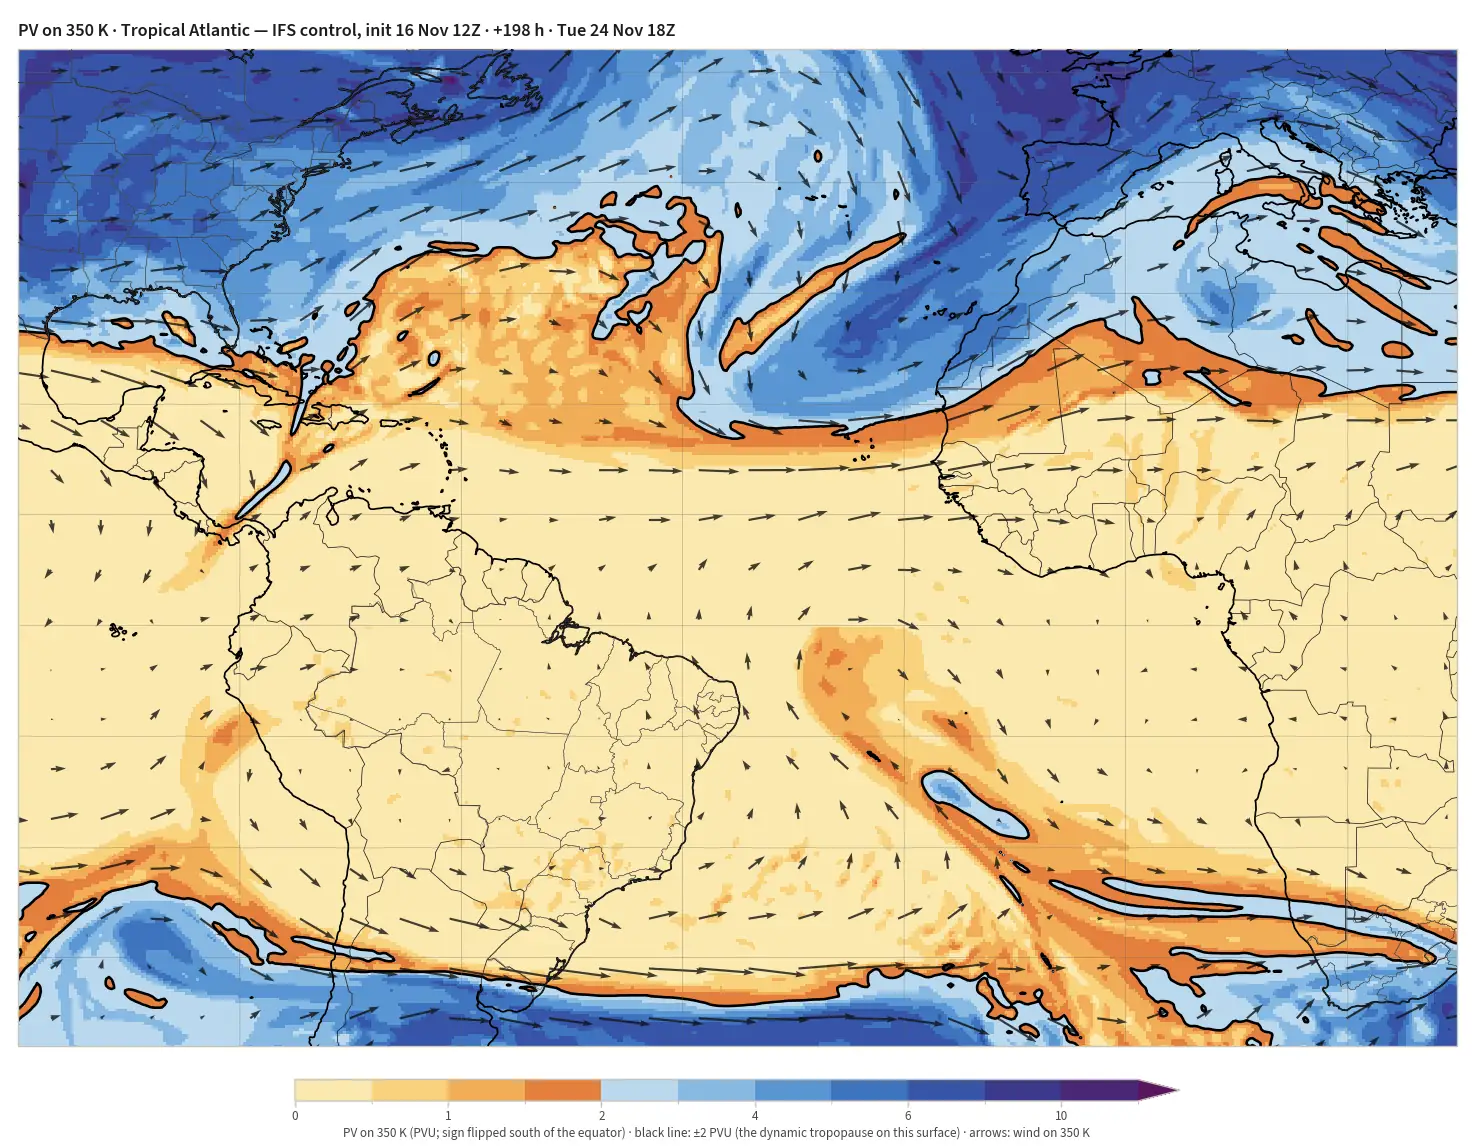 PV on 350 K · Tropical Atlantic — IFS control, init 16 Nov 12Z · +198 h · Tue 24 Nov 18Z
0 1 2 4 6 10
PV on 350 K (PVU; sign flipped south of the equator) · black line: ±2 PVU (the dynamic tropopause on this surface) · arrows: wind on 350 K